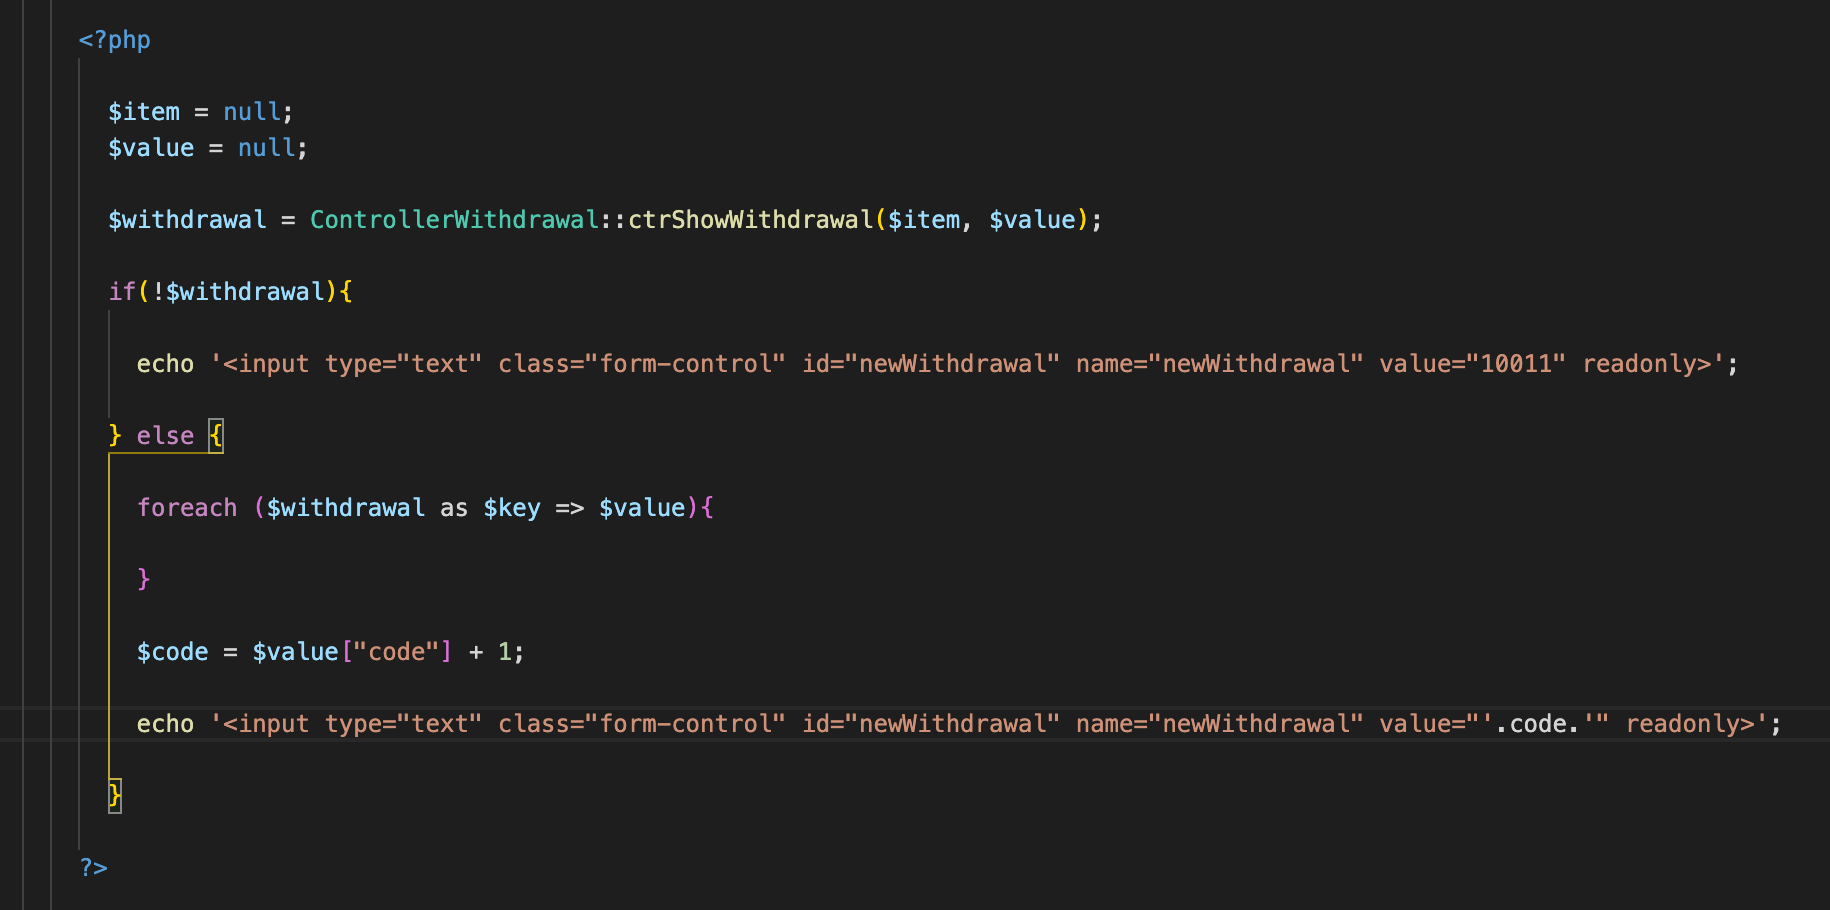 <?php
$item = null;
$value = null;
$withdrawal = ControllerWithdrawal::ctrShowWithdrawal($item, $value);
if(!$withdrawal){
echo '<input type="text" class="form-control" id="newWithdrawal" name="newWithdrawal" value="10011" readonly>';
} else {
foreach ($withdrawal as $key => $value){
}
$code = $value["code"] + 1;
echo '<input type="text" class="form-control" id="newWithdrawal" name="newWithdrawal" value="'.code.'" readonly>';
}
?>